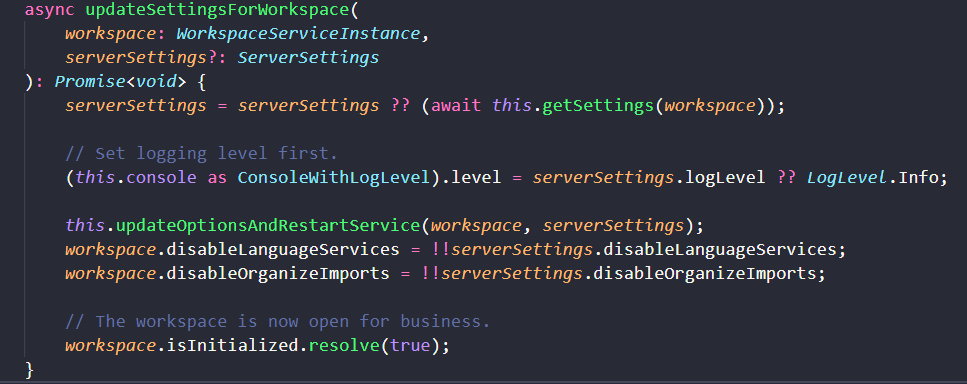 async updateSettingsForWorkspace(
    workspace: WorkspaceServiceInstance,
    serverSettings?: ServerSettings
): Promise<void> {
    serverSettings = serverSettings ?? (await this.getSettings(workspace));

    // Set logging level first.
    (this.console as ConsoleWithLogLevel).level = serverSettings.logLevel ?? LogLevel.Info;

    this.updateOptionsAndRestartService(workspace, serverSettings);
    workspace.disableLanguageServices = !!serverSettings.disableLanguageServices;
    workspace.disableOrganizeImports = !!serverSettings.disableOrganizeImports;

    // The workspace is now open for business.
    workspace.isInitialized.resolve(true);
}